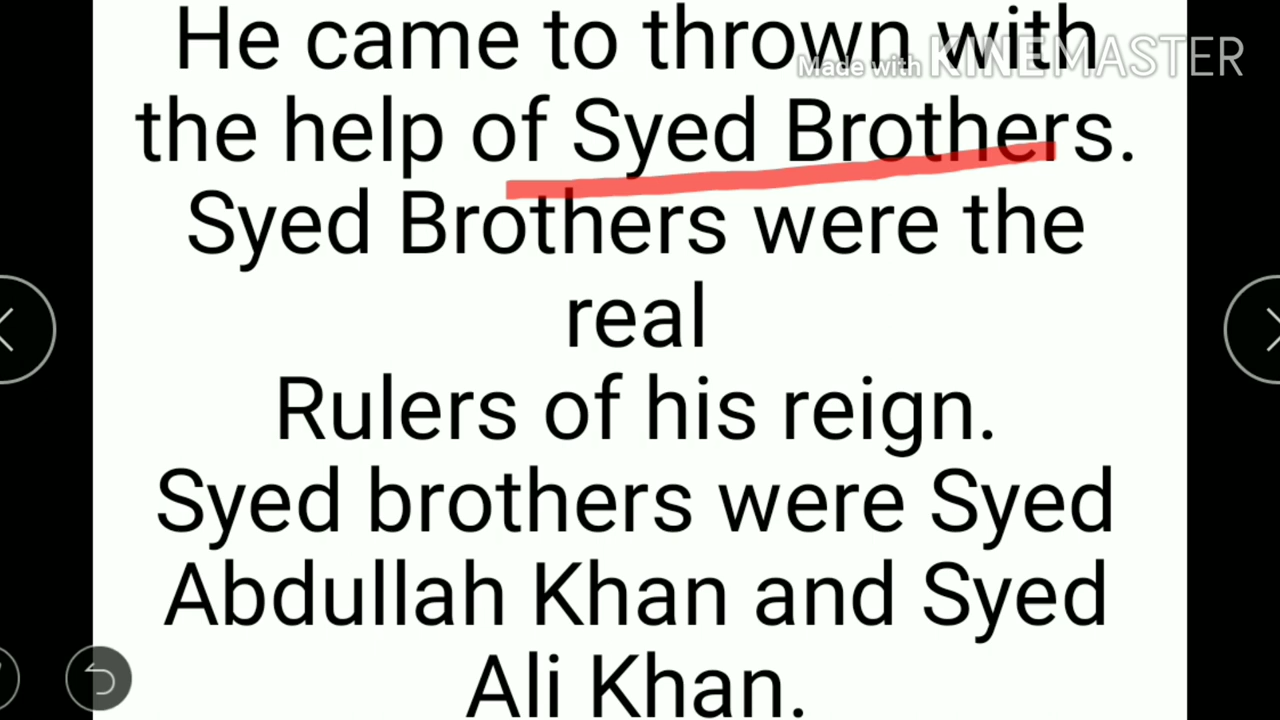 He came to thrown with
Made with KINEMASTER
the help of Syed Brothers.
Syed Brothers were the
real
Rulers of his reign.
Syed brothers were Syed
Abdullah Khan and Syed
Ali Khan.